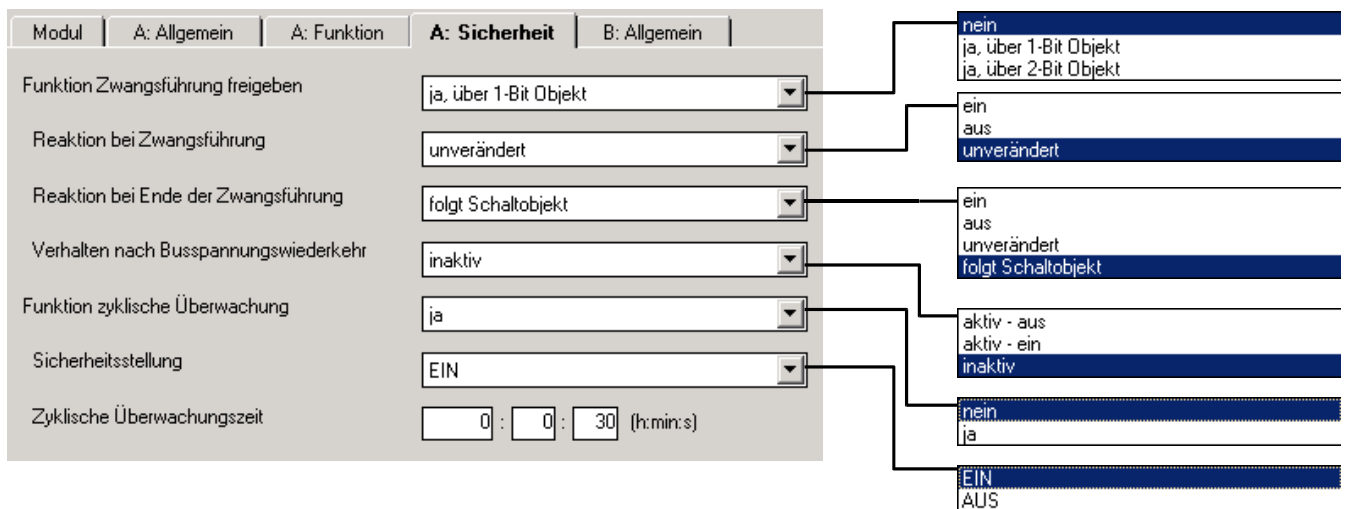 Modul
A: Allgemein
A: Funktion
A: Sicherheit
B: Allgemein
Funktion Zwangsführung freigeben
ja, über 1-Bit Objekt
Reaktion bei Zwangsführung
unverändert
Reaktion bei Ende der Zwangsführung
folgt Schaltobjekt
Verhalten nach Busspannungswiederkehr
inaktiv
Funktion zyklische Überwachung
ja
Sicherheitsstellung
EIN
Zyklische Überwachungszeit
0 : 0 : 30 (h:min:s)
nein
ja, über 1-Bit Objekt
ja, über 2-Bit Objekt
ein
aus
unverändert
ein
aus
unverändert
folgt Schaltobjekt
aktiv - aus
aktiv - ein
inaktiv
nein
ja
EIN
AUS